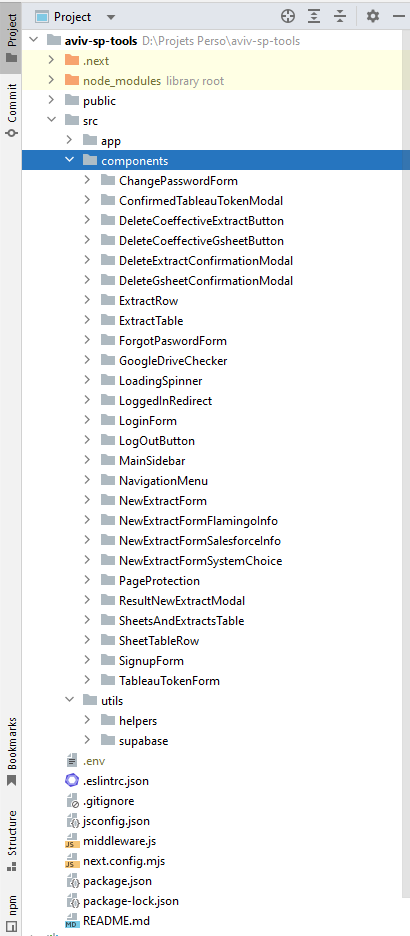 Project
Project
Commit
Bookmarks
Structure
npm
aviv-sp-tools D:\Projets Perso\aviv-sp-tools
.next
node_modules library root
public
src
app
components
ChangePasswordForm
ConfirmedTableauTokenModal
DeleteCoeffectiveExtractButton
DeleteCoeffectiveGsheetButton
DeleteExtractConfirmationModal
DeleteGsheetConfirmationModal
ExtractRow
ExtractTable
ForgotPaswordForm
GoogleDriveChecker
LoadingSpinner
LoggedInRedirect
LoginForm
LogOutButton
MainSidebar
NavigationMenu
NewExtractForm
NewExtractFormFlamingoInfo
NewExtractFormSalesforceInfo
NewExtractFormSystemChoice
PageProtection
ResultNewExtractModal
SheetsAndExtractsTable
SheetTableRow
SignupForm
TableauTokenForm
utils
helpers
supabase
.env
.eslintrc.json
.gitignore
jsconfig.json
middleware.js
next.config.mjs
package.json
package-lock.json
README.md